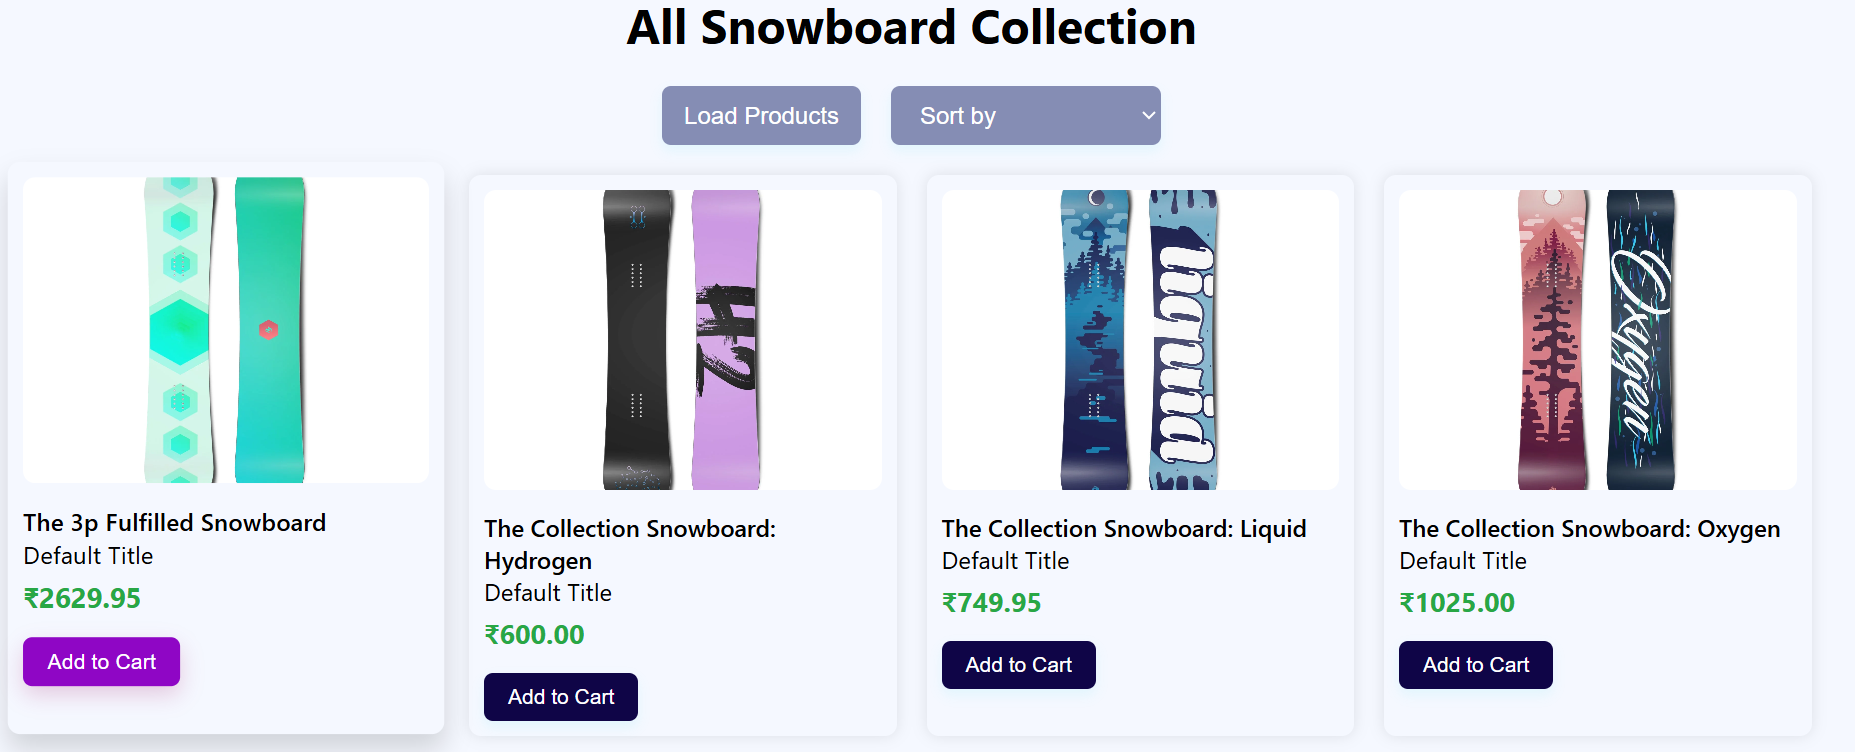 All Snowboard Collection
Load Products
Sort by
liquid
Oxygen
The 3p Fulfilled Snowboard
Default Title
₹2629.95
Add to Cart
The Collection Snowboard:
Hydrogen
Default Title
₹600.00
Add to Cart
The Collection Snowboard: Liquid
Default Title
₹749.95
Add to Cart
The Collection Snowboard: Oxygen
Default Title
₹1025.00
Add to Cart